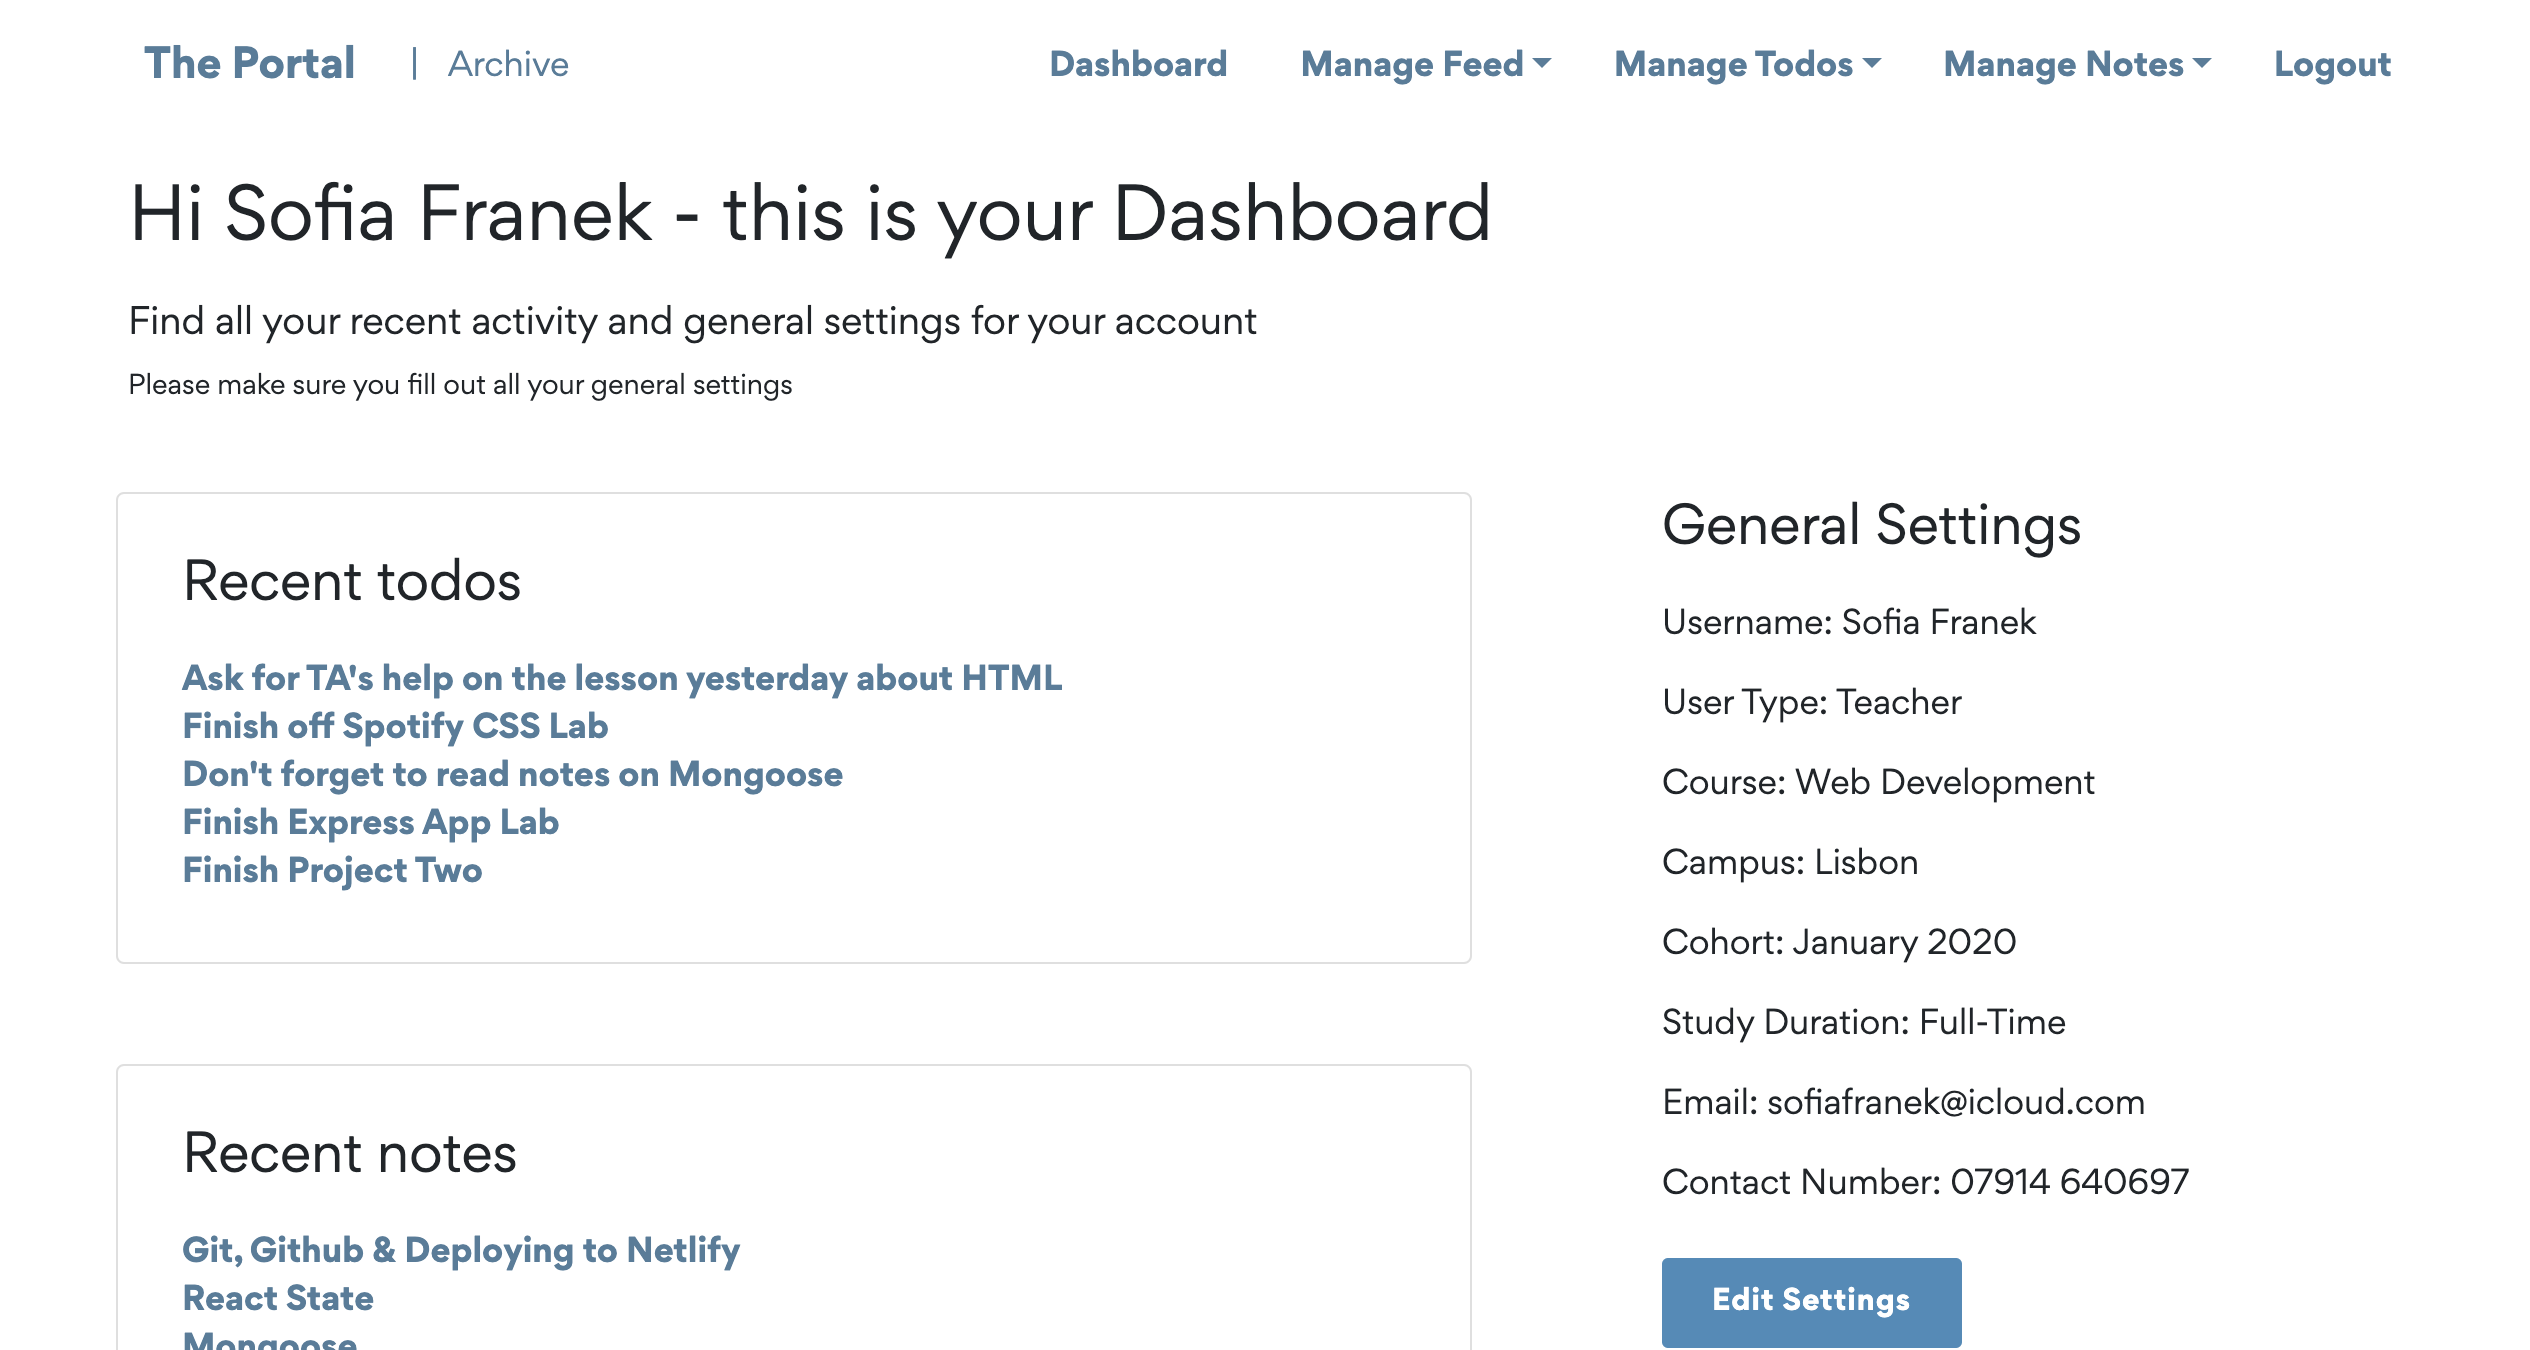 The Portal | Archive Dashboard Manage Feed Manage Todos Manage Notes Logout
Hi Sofia Franek - this is your Dashboard
Find all your recent activity and general settings for your account
Please make sure you fill out all your general settings
Recent todos
Ask for TA's help on the lesson yesterday about HTML
Finish off Spotify CSS Lab
Don't forget to read notes on Mongoose
Finish Express App Lab
Finish Project Two
Recent notes
Git, Github & Deploying to Netlify
React State
Mongoose
General Settings
Username: Sofia Franek
User Type: Teacher
Course: Web Development
Campus: Lisbon
Cohort: January 2020
Study Duration: Full-Time
Email: sofiafranek@icloud.com
Contact Number: 07914 640697
Edit Settings